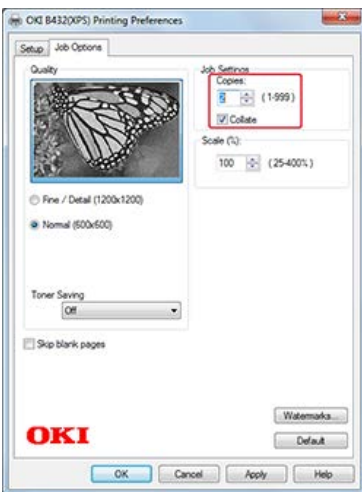 OKI B432(XPS) Printing Preferences
Setup Job Options
Quality
Job Settings
Copies:
2 (1-999)
Collate
Scale (%):
100 (25-400%)
Fine / Detail (1200x1200)
Normal (600x600)
Toner Saving
Off
Skip blank pages
Watermarks...
OKI
Default
OK Cancel Apply Help